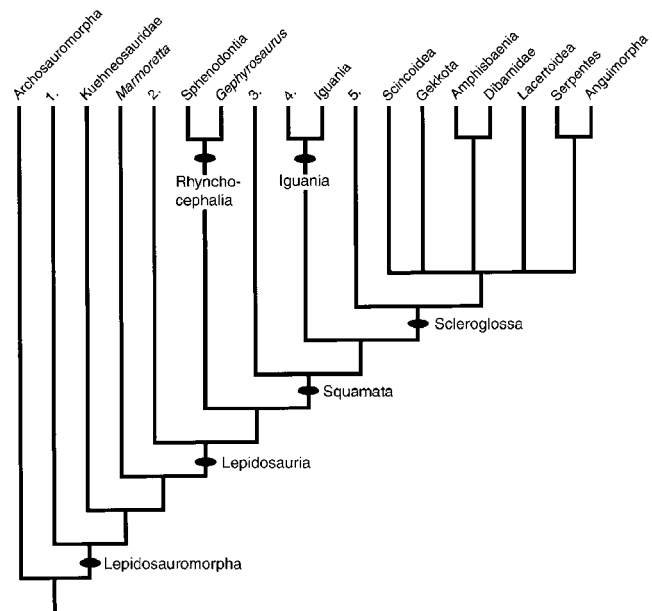 Archosauromorpha
1.
Kuehneosauridae
Marmoretta
2.
Sphenodontia
Gephyrosaurus
3.
4.
Iguania
5.
Scincoidea
Gekkota
Amphisbaenia
Dibamidae
Lacertoidea
Serpentes
Anguimorpha
Rhyncho-
cephalia
Iguania
Scleroglossa
Squamata
Lepidosauria
Lepidosauromorpha